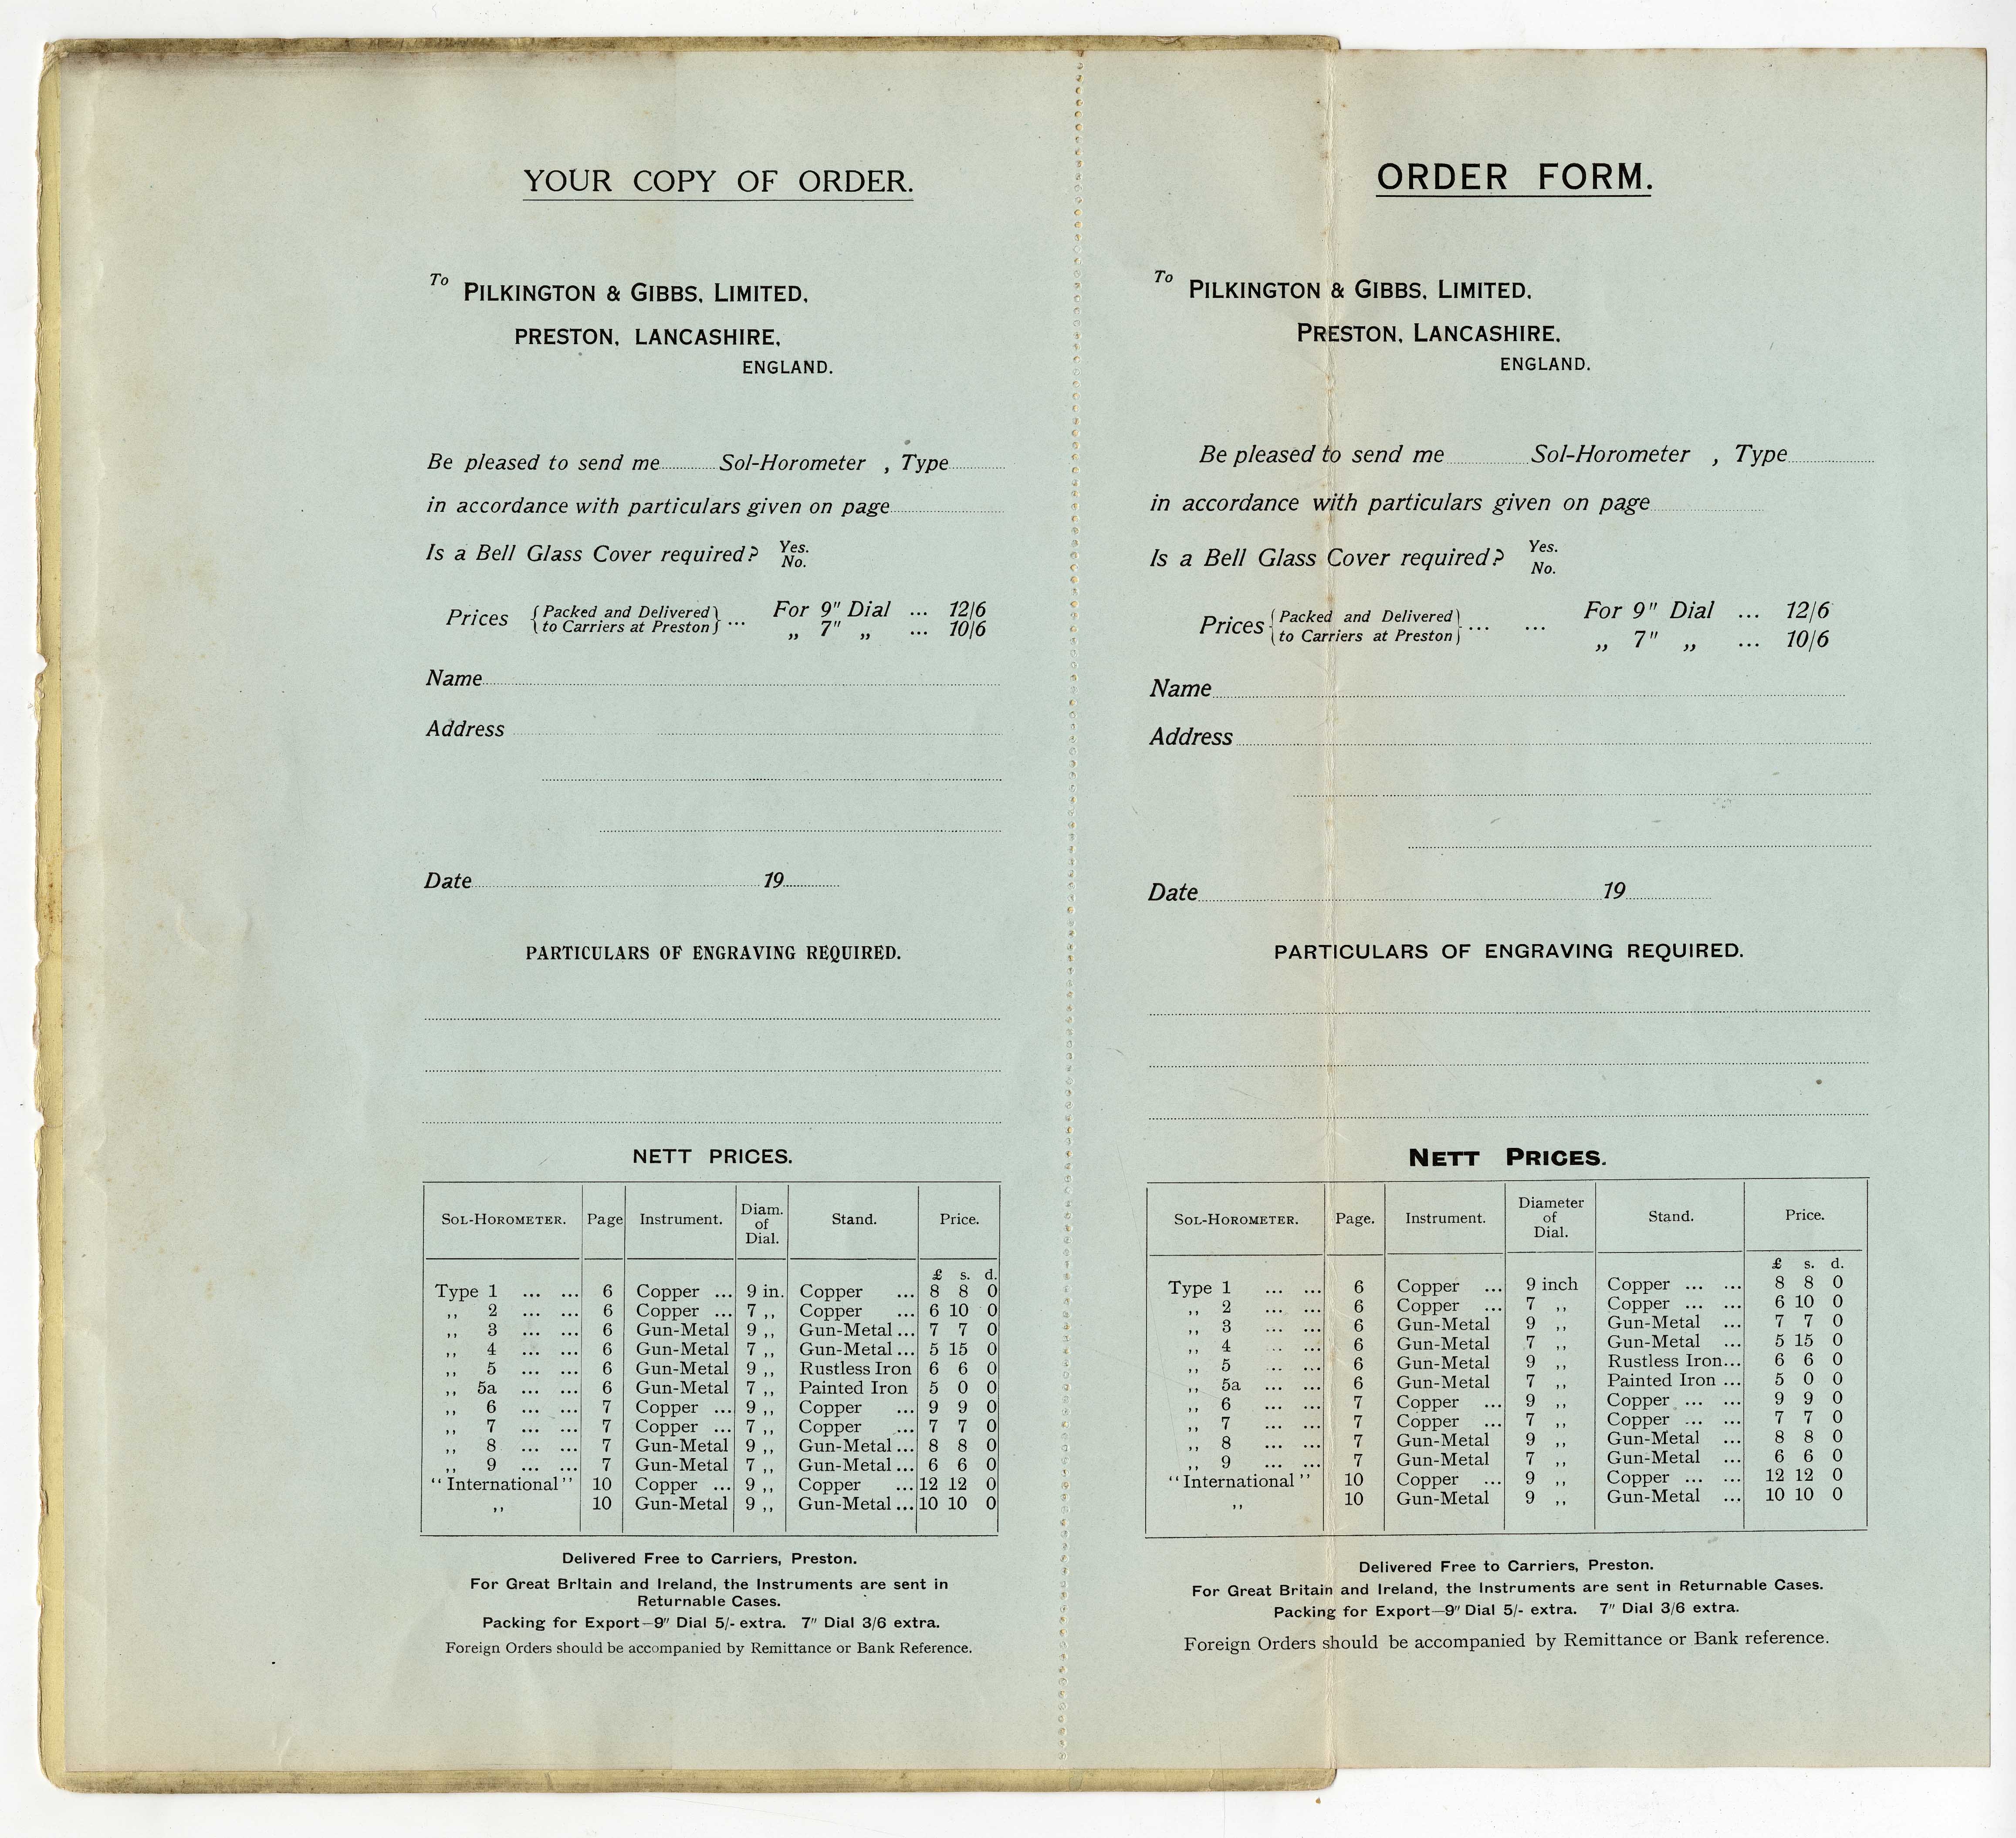 YOUR COPY OF ORDER.
To PILKINGTON & GIBBS, LIMITED,
PRESTON, LANCASHIRE,
ENGLAND.
Be pleased to send me............Sol-Horometer , Type............
in accordance with particulars given on page............
Is a Bell Glass Cover required? Yes. No.
Prices {Packed and Delivered to Carriers at Preston} ... For 9" Dial ... 12/6
„ 7" „ ... 10/6
Name............
Address............
Date............19............
PARTICULARS OF ENGRAVING REQUIRED.
NETT PRICES.
SOL-HOROMETER. Page Instrument. Diam. of Dial. Stand. Price.
£ s. d.
Type 1 ... ... 6 Copper ... 9 in. Copper ... 8 8 0
,, 2 ... ... 6 Copper ... 7 ,, Copper ... 6 10 0
,, 3 ... ... 6 Gun-Metal 9 ,, Gun-Metal ... 7 7 0
,, 4 ... ... 6 Gun-Metal 7 ,, Gun-Metal ... 5 15 0
,, 5 ... ... 6 Gun-Metal 9 ,, Rustless Iron 6 6 0
,, 5a ... ... 6 Gun-Metal 7 ,, Painted Iron 5 0 0
,, 6 ... ... 7 Copper ... 9 ,, Copper ... 9 9 0
,, 7 ... ... 7 Copper ... 7 ,, Copper ... 7 7 0
,, 8 ... ... 7 Gun-Metal 9 ,, Gun-Metal ... 8 8 0
,, 9 ... ... 7 Gun-Metal 7 ,, Gun-Metal ... 6 6 0
"International" 10 Copper ... 9 ,, Copper ... 12 12 0
,, 10 Gun-Metal 9 ,, Gun-Metal ... 10 10 0
Delivered Free to Carriers, Preston.
For Great Britain and Ireland, the Instruments are sent in
Returnable Cases.
Packing for Export—9" Dial 5/- extra. 7" Dial 3/6 extra.
Foreign Orders should be accompanied by Remittance or Bank Reference.
ORDER FORM.
To PILKINGTON & GIBBS, LIMITED,
PRESTON, LANCASHIRE,
ENGLAND.
Be pleased to send me............Sol-Horometer , Type............
in accordance with particulars given on page............
Is a Bell Glass Cover required? Yes. No.
Prices {Packed and Delivered to Carriers at Preston} ... ... For 9" Dial ... 12/6
„ 7" „ ... 10/6
Name............
Address............
Date............19............
PARTICULARS OF ENGRAVING REQUIRED.
NETT PRICES.
SOL-HOROMETER. Page. Instrument. Diameter of Dial. Stand. Price.
£ s. d.
Type 1 ... ... 6 Copper ... 9 inch Copper ... ... 8 8 0
,, 2 ... ... 6 Copper ... 7 ,, Copper ... ... 6 10 0
,, 3 ... ... 6 Gun-Metal 9 ,, Gun-Metal ... 7 7 0
,, 4 ... ... 6 Gun-Metal 7 ,, Gun-Metal ... 5 15 0
,, 5 ... ... 6 Gun-Metal 9 ,, Rustless Iron... 6 6 0
,, 5a ... ... 6 Gun-Metal 7 ,, Painted Iron ... 5 0 0
,, 6 ... ... 7 Copper ... 9 ,, Copper ... ... 9 9 0
,, 7 ... ... 7 Copper ... 7 ,, Copper ... ... 7 7 0
,, 8 ... ... 7 Gun-Metal 9 ,, Gun-Metal ... 8 8 0
,, 9 ... ... 7 Gun-Metal 7 ,, Gun-Metal ... 6 6 0
"International" 10 Copper ... 9 ,, Copper ... ... 12 12 0
,, 10 Gun-Metal 9 ,, Gun-Metal ... 10 10 0
Delivered Free to Carriers, Preston.
For Great Britain and Ireland, the Instruments are sent in Returnable Cases.
Packing for Export—9" Dial 5/- extra. 7" Dial 3/6 extra.
Foreign Orders should be accompanied by Remittance or Bank reference.